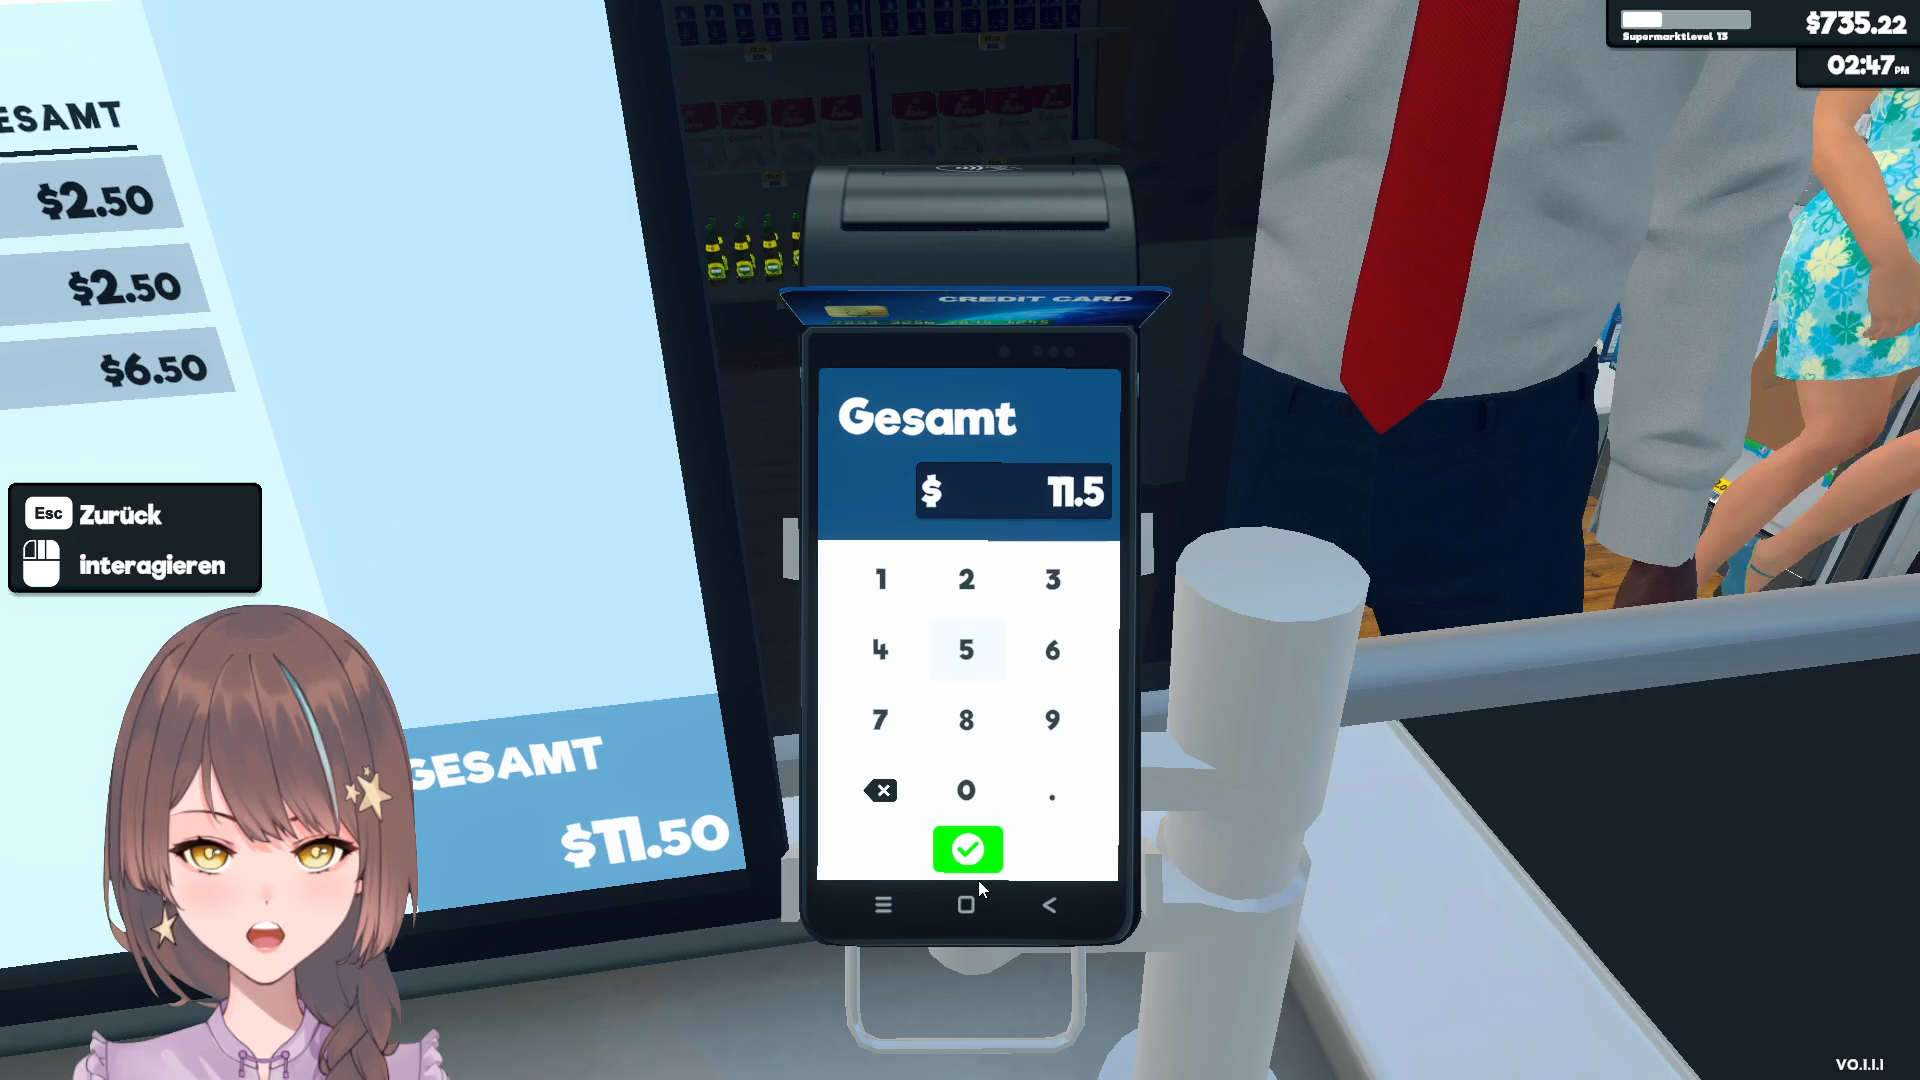 $735.22
Supermarktlevel 13
02:47PM
ESAMT
$2.50
$2.50
$6.50
CREDIT CARD
Gesamt
$ 11.5
Esc Zurück
interagieren
1 2 3
4 5 6
7 8 9
0 .
GESAMT
$11.50
V0.1.1.1